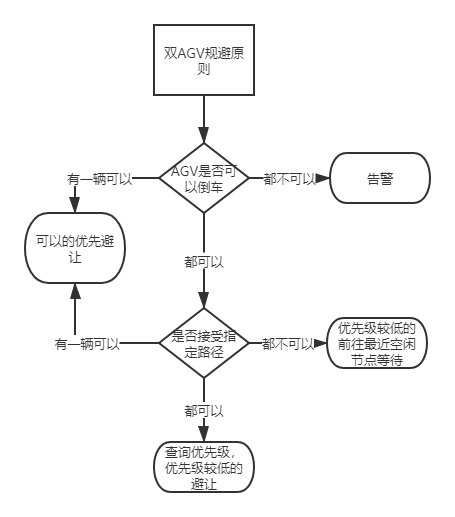 双AGV规避原
则
AGV是否可
以倒车
有一辆可以
都不可以
告警
可以的优先避
让
都可以
是否接受指
定路径
有一辆可以
都不可以
优先级较低的
前往最近空闲
节点等待
都可以
查询优先级，
优先级较低的
避让